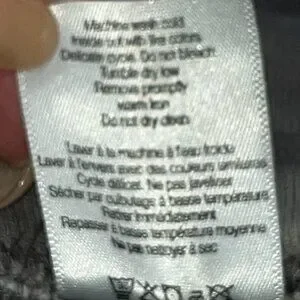 Machine wash cold
Inside out with like colors
Delicate cycle. Do not bleach
Tumble dry low
Remove promptly
warm iron
Do not dry clean
Laver à la machine à l'eau froide
Laver à l'envers avec des couleurs similaires
Cycle délicat. Ne pas javeliser
Sécher par culbutage à basse température
Retirer immédiatement
Repasser à basse température moyenne
Ne pas nettoyer à sec